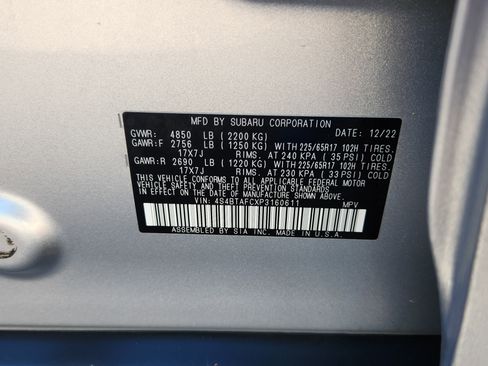 MFD BY SUBARU CORPORATION
GVWR: 4850 LB (2200 KG) DATE: 12/22
GAWR:F 2756 LB (1250 KG) WITH 225/65R17 102H TIRES.
17X7J RIMS. AT 240 KPA ( 35 PSI) COLD
GAWR:R 2690 LB (1220 KG) WITH 225/65R17 102H TIRES.
17X7J RIMS. AT 230 KPA ( 33 PSI) COLD
THIS VEHICLE CONFORMS TO ALL APPLICABLE FEDERAL MOTOR
VEHICLE SAFETY AND THEFT PREVENTION STANDARDS
IN EFFECT ON THE DATE OF MANUFACTURE SHOWN ABOVE.
VIN: 4S4BTAFCXP3160611 MPV
ASSEMBLED BY SIA INC. MADE IN U.S.A.